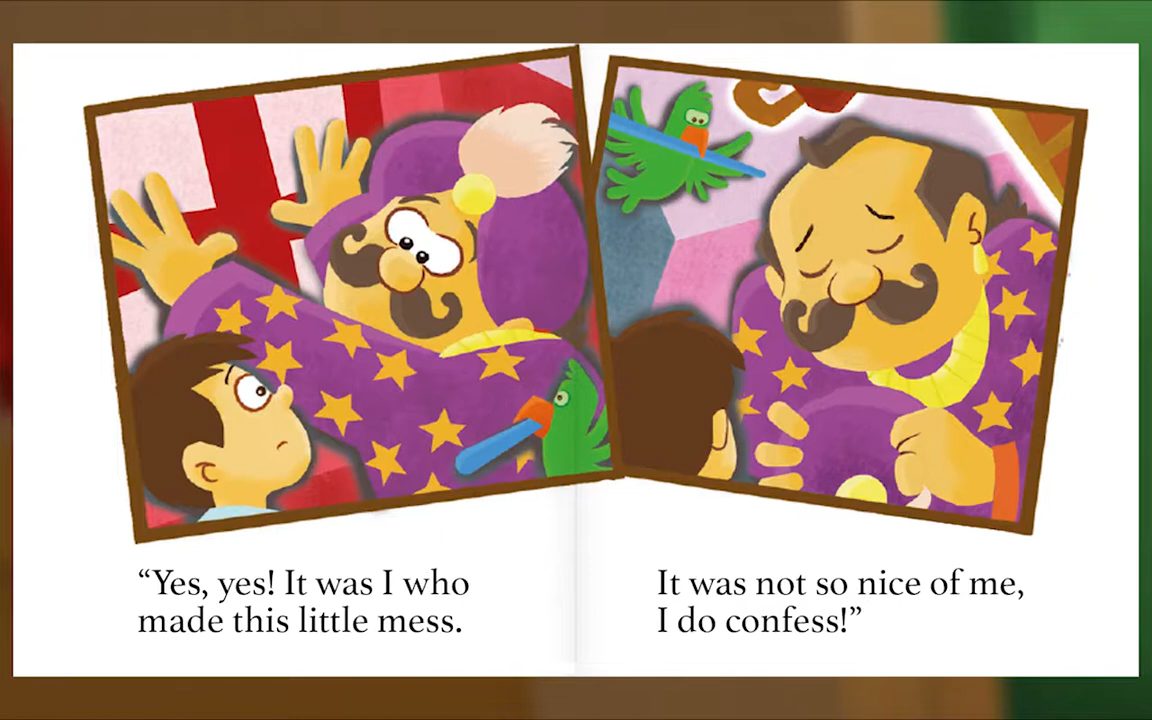 “Yes, yes! It was I who
made this little mess.
It was not so nice of me,
I do confess!”